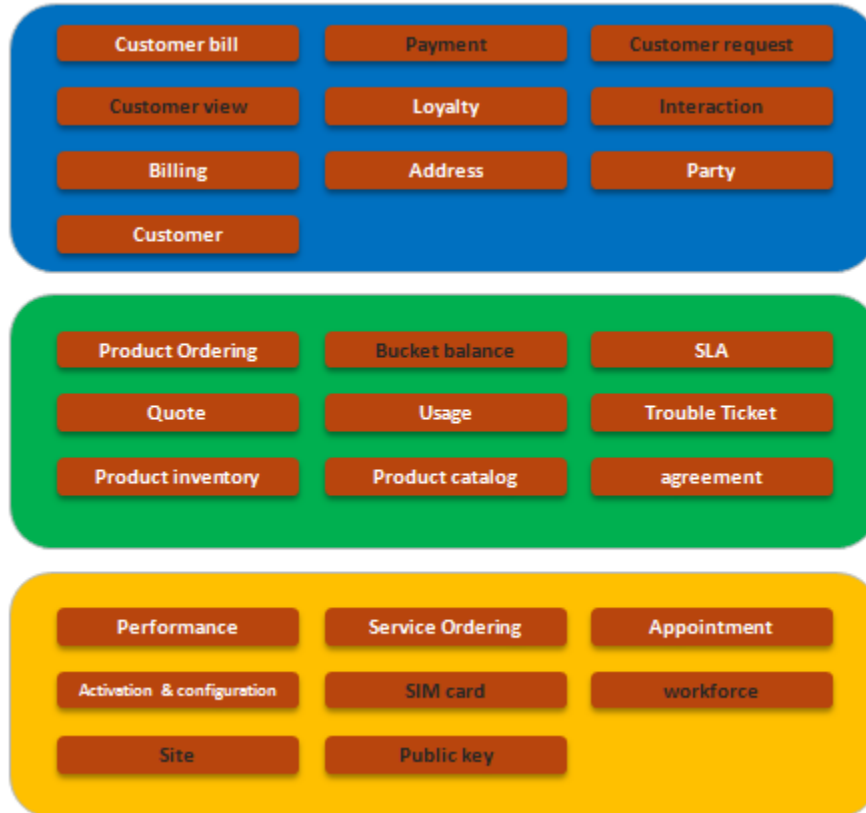 Customer bill
Payment
Customer request
Customer view
Loyalty
Interaction
Billing
Address
Party
Customer
Product Ordering
Bucket balance
SLA
Quote
Usage
Trouble Ticket
Product inventory
Product catalog
agreement
Performance
Service Ordering
Appointment
Activation & configuration
SIM card
workforce
Site
Public key